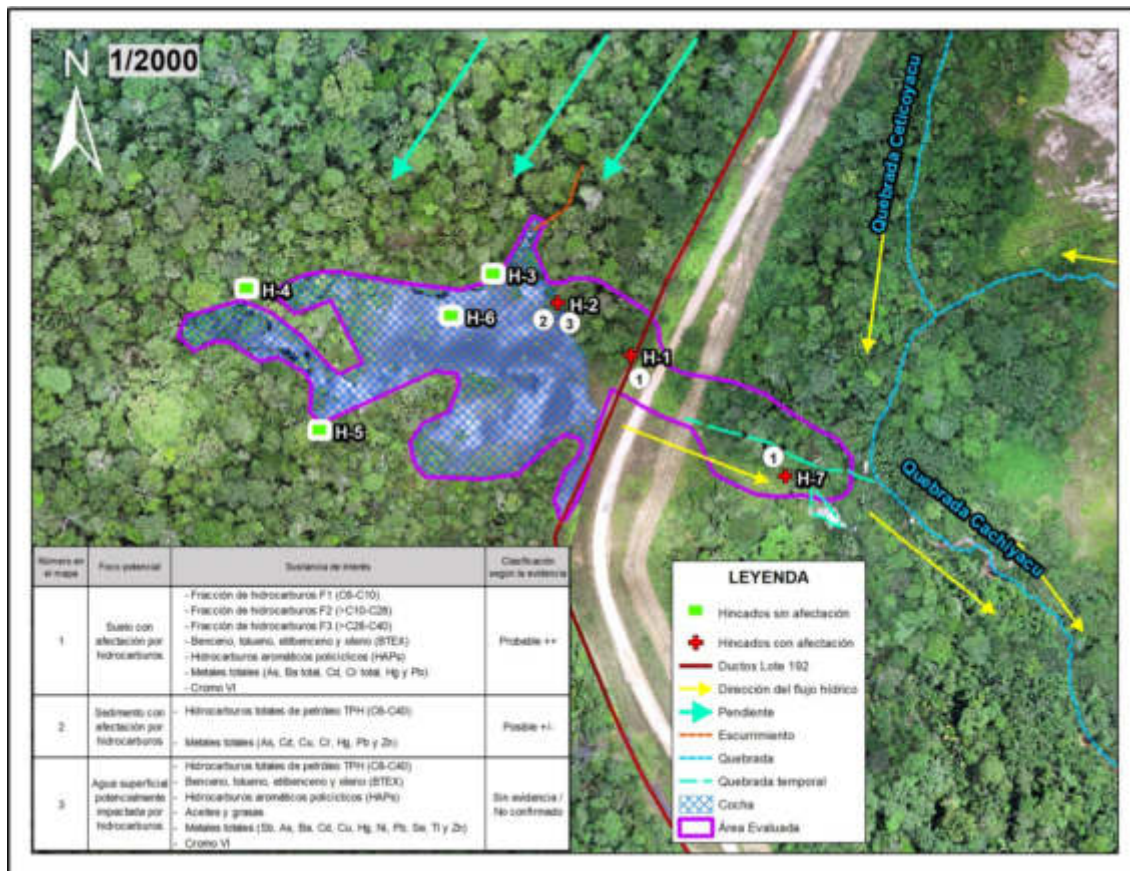 N 1/2000
Quebrada Ceticoyacu
H-3
H-4
H-2
H-6
2
3
H-1
1
H-5
1
H-7
Quebrada Cachiyacu
Número en el mapa
Foco potencial
Sustancia de interés
Clasificación según la evidencia
1
Suelo con afectación por hidrocarburos
- Fracción de hidrocarburos F1 (C6-C10)
- Fracción de hidrocarburos F2 (>C10-C28)
- Fracción de hidrocarburos F3 (>C28-C40)
- Benceno, tolueno, etilbenceno y xileno (BTEX)
- Hidrocarburos aromáticos policíclicos (HAPs)
- Metales totales (As, Ba total, Cd, Cr total, Hg y Pb)
- Cromo VI
Probable ++
2
Sedimento con afectación por hidrocarburos
- Hidrocarburos totales de petróleo TPH (C6-C40)
- Metales totales (As, Cd, Cu, Cr, Hg, Pb y Zn)
Posible +/-
3
Agua superficial potencialmente impactada por hidrocarburos
- Hidrocarburos totales de petróleo TPH (C6-C40)
- Benceno, tolueno, etilbenceno y xileno (BTEX)
- Hidrocarburos aromáticos policíclicos (HAPs)
- Aceites y grasas
- Metales totales (Sb, As, Ba, Cd, Cu, Hg, Ni, Pb, Se, Tl y Zn)
- Cromo VI
Sin evidencia / No confirmado
LEYENDA
Hincados sin afectación
Hincados con afectación
Ductos Lote 192
Dirección del flujo hídrico
Pendiente
Escurrimiento
Quebrada
Quebrada temporal
Cocha
Área Evaluada